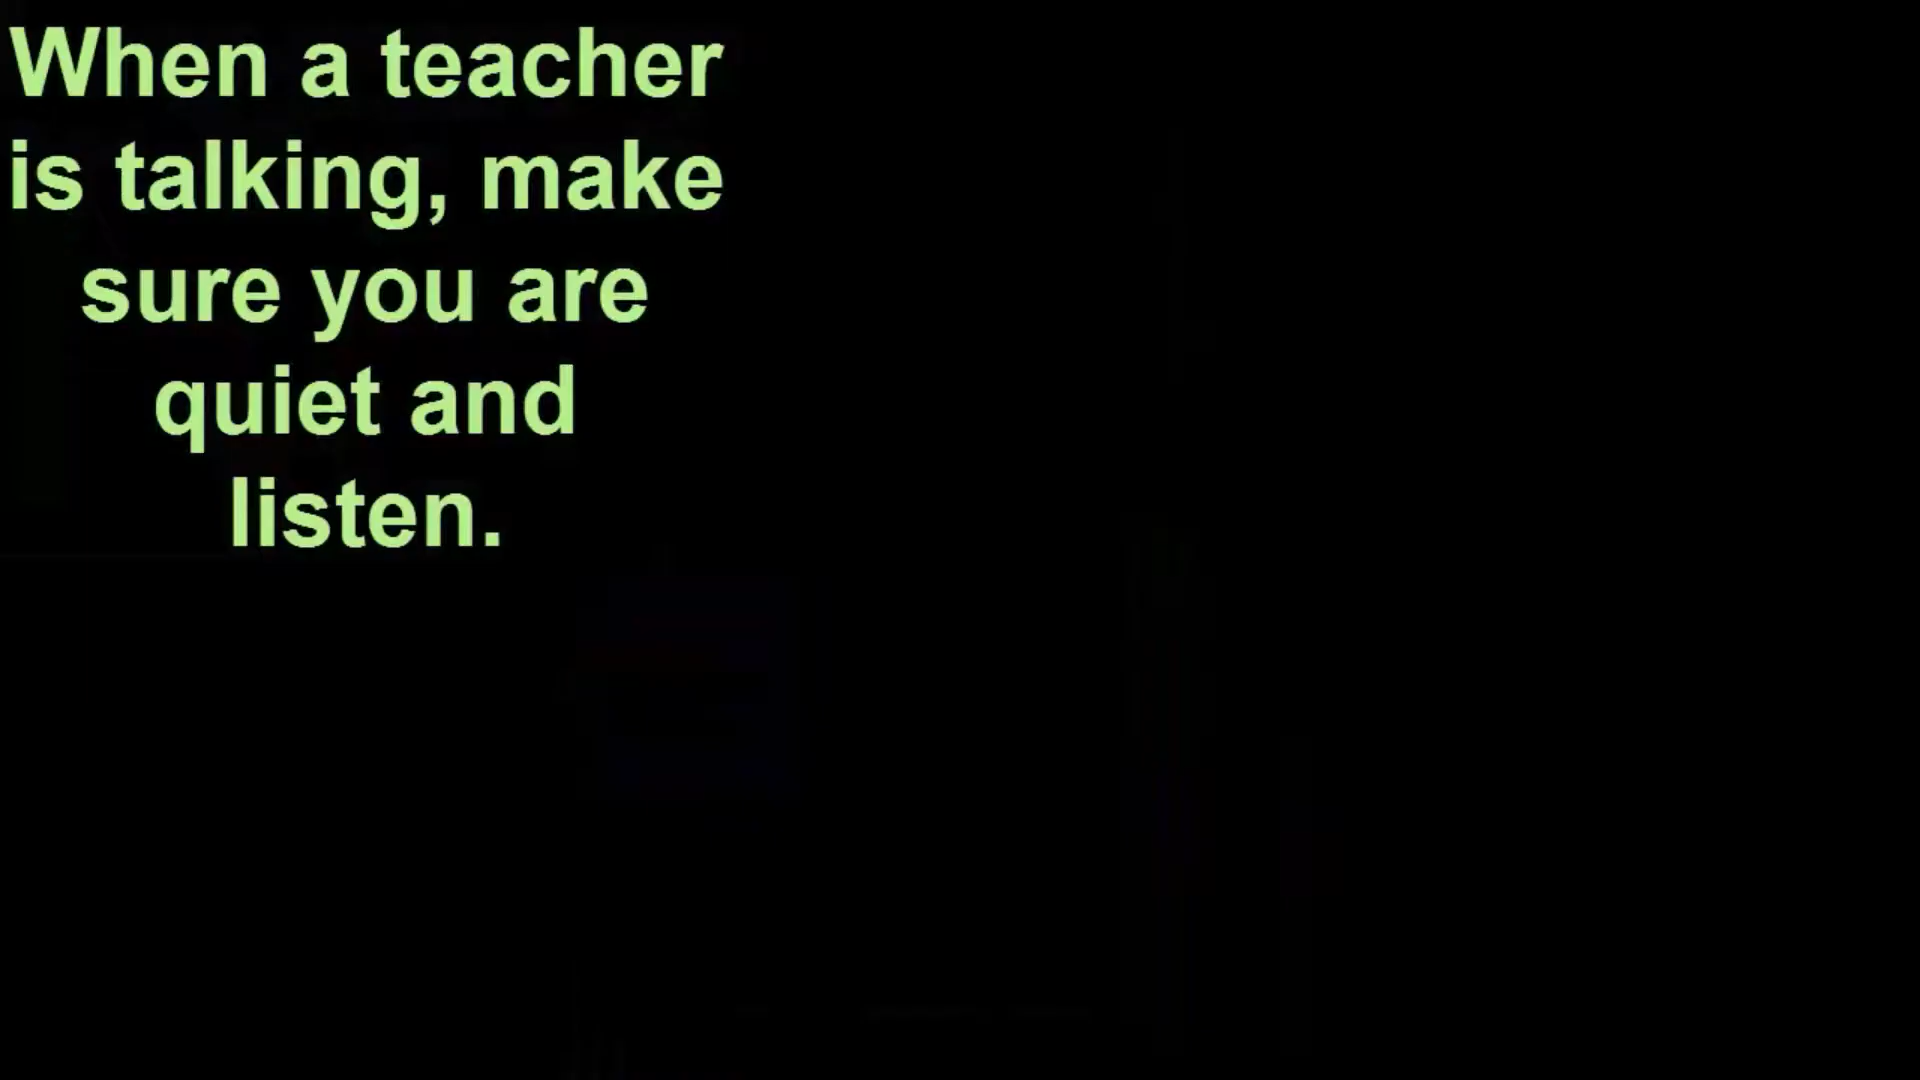 When a teacher
is talking, make
sure you are
quiet and
listen.